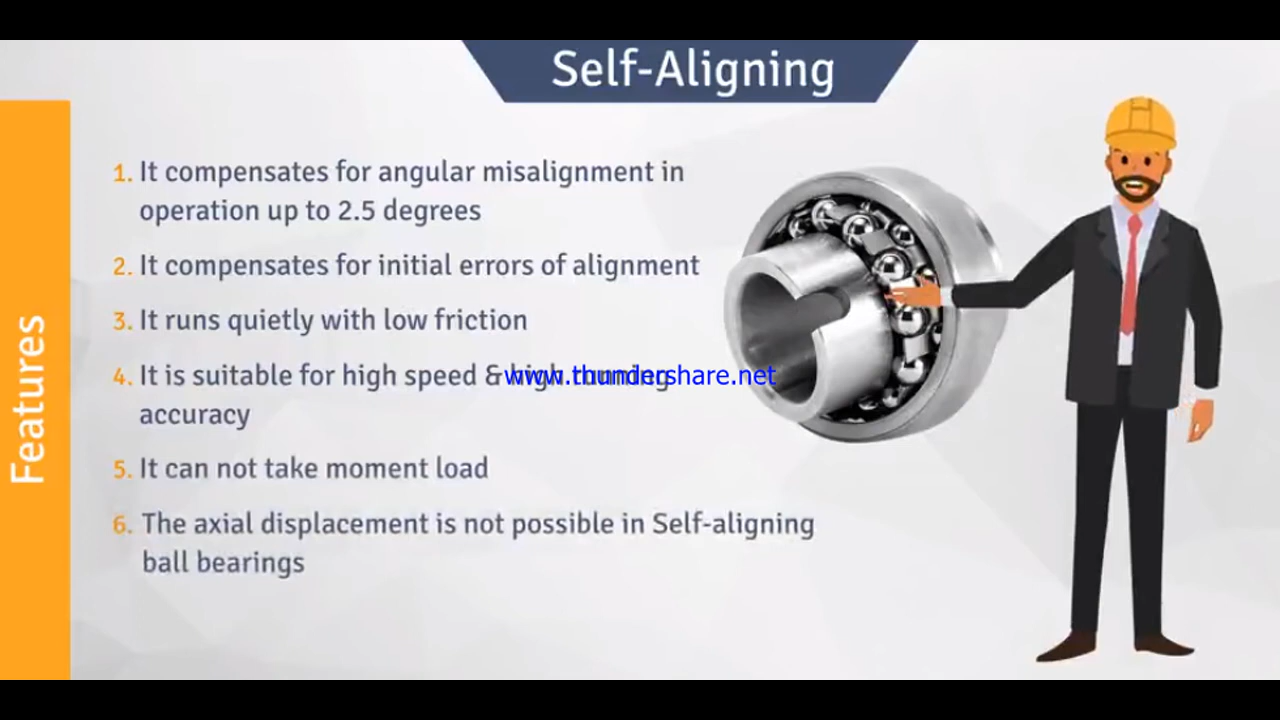 Self-Aligning
Features
1. It compensates for angular misalignment in
operation up to 2.5 degrees
2. It compensates for initial errors of alignment
3. It runs quietly with low friction
4. It is suitable for high speed & high running
www.thundershare.net
accuracy
5. It can not take moment load
6. The axial displacement is not possible in Self-aligning
ball bearings